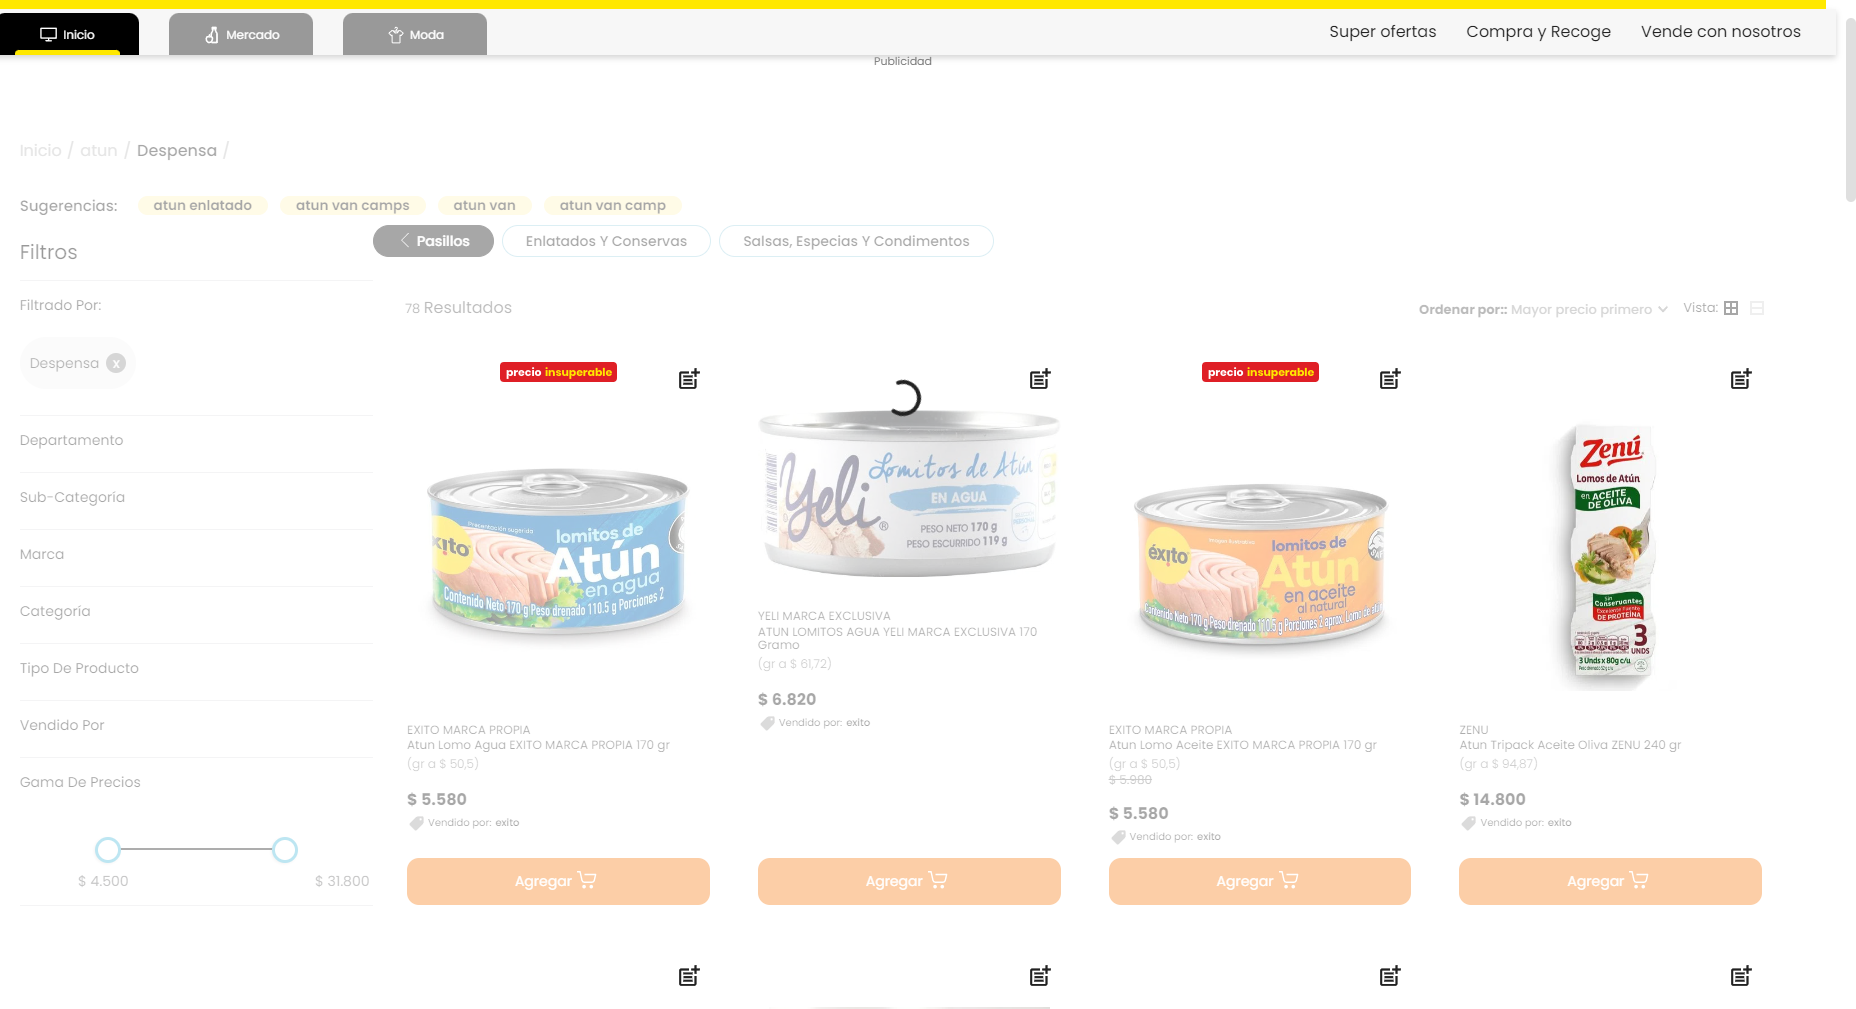 Inicio
Mercado
Moda
Super ofertas
Compra y Recoge
Vende con nosotros
Publicidad
Inicio / atun / Despensa /
Sugerencias:
atun enlatado
atun van camps
atun van
atun van camp
Filtros
Pasillos
Enlatados Y Conservas
Salsas, Especias Y Condimentos
Filtrado Por:
Despensa x
Departamento
Sub-Categoría
Marca
Categoría
Tipo De Producto
Vendido Por
Gama De Precios
$ 4.500
$ 31.800
78 Resultados
Ordenar por:: Mayor precio primero
Vista:
precio insuperable
Presentación sugerida
éxito
lomitos de
Atún
en agua
Contenido Neto 170 g Peso drenado 110.5 g Porciones 2
EXITO MARCA PROPIA
Atun Lomo Agua EXITO MARCA PROPIA 170 gr
(gr a $ 50,5)
$ 5.580
Vendido por: exito
Agregar
Yeli®
Lomitos de Atún
EN AGUA
PESO NETO 170 g
PESO ESCURRIDO 119 g
YELI MARCA EXCLUSIVA
ATUN LOMITOS AGUA YELI MARCA EXCLUSIVA 170
Gramo
(gr a $ 61,72)
$ 6.820
Vendido por: exito
Agregar
precio insuperable
éxito
lomitos de
Atún
en aceite
al natural
Contenido Neto 170 g Peso drenado 110.5 g Porciones 2 aprox.
EXITO MARCA PROPIA
Atun Lomo Aceite EXITO MARCA PROPIA 170 gr
(gr a $ 50,5)
$ 5.980
$ 5.580
Vendido por: exito
Agregar
Zenú
Lomos de Atún
en ACEITE
DE OLIVA
Sin
Conservantes
Excelente Fuente
DE PROTEÍNA
3
UNDS
3 Unds x 80g c/u
ZENU
Atun Tripack Aceite Oliva ZENU 240 gr
(gr a $ 94,87)
$ 14.800
Vendido por: exito
Agregar